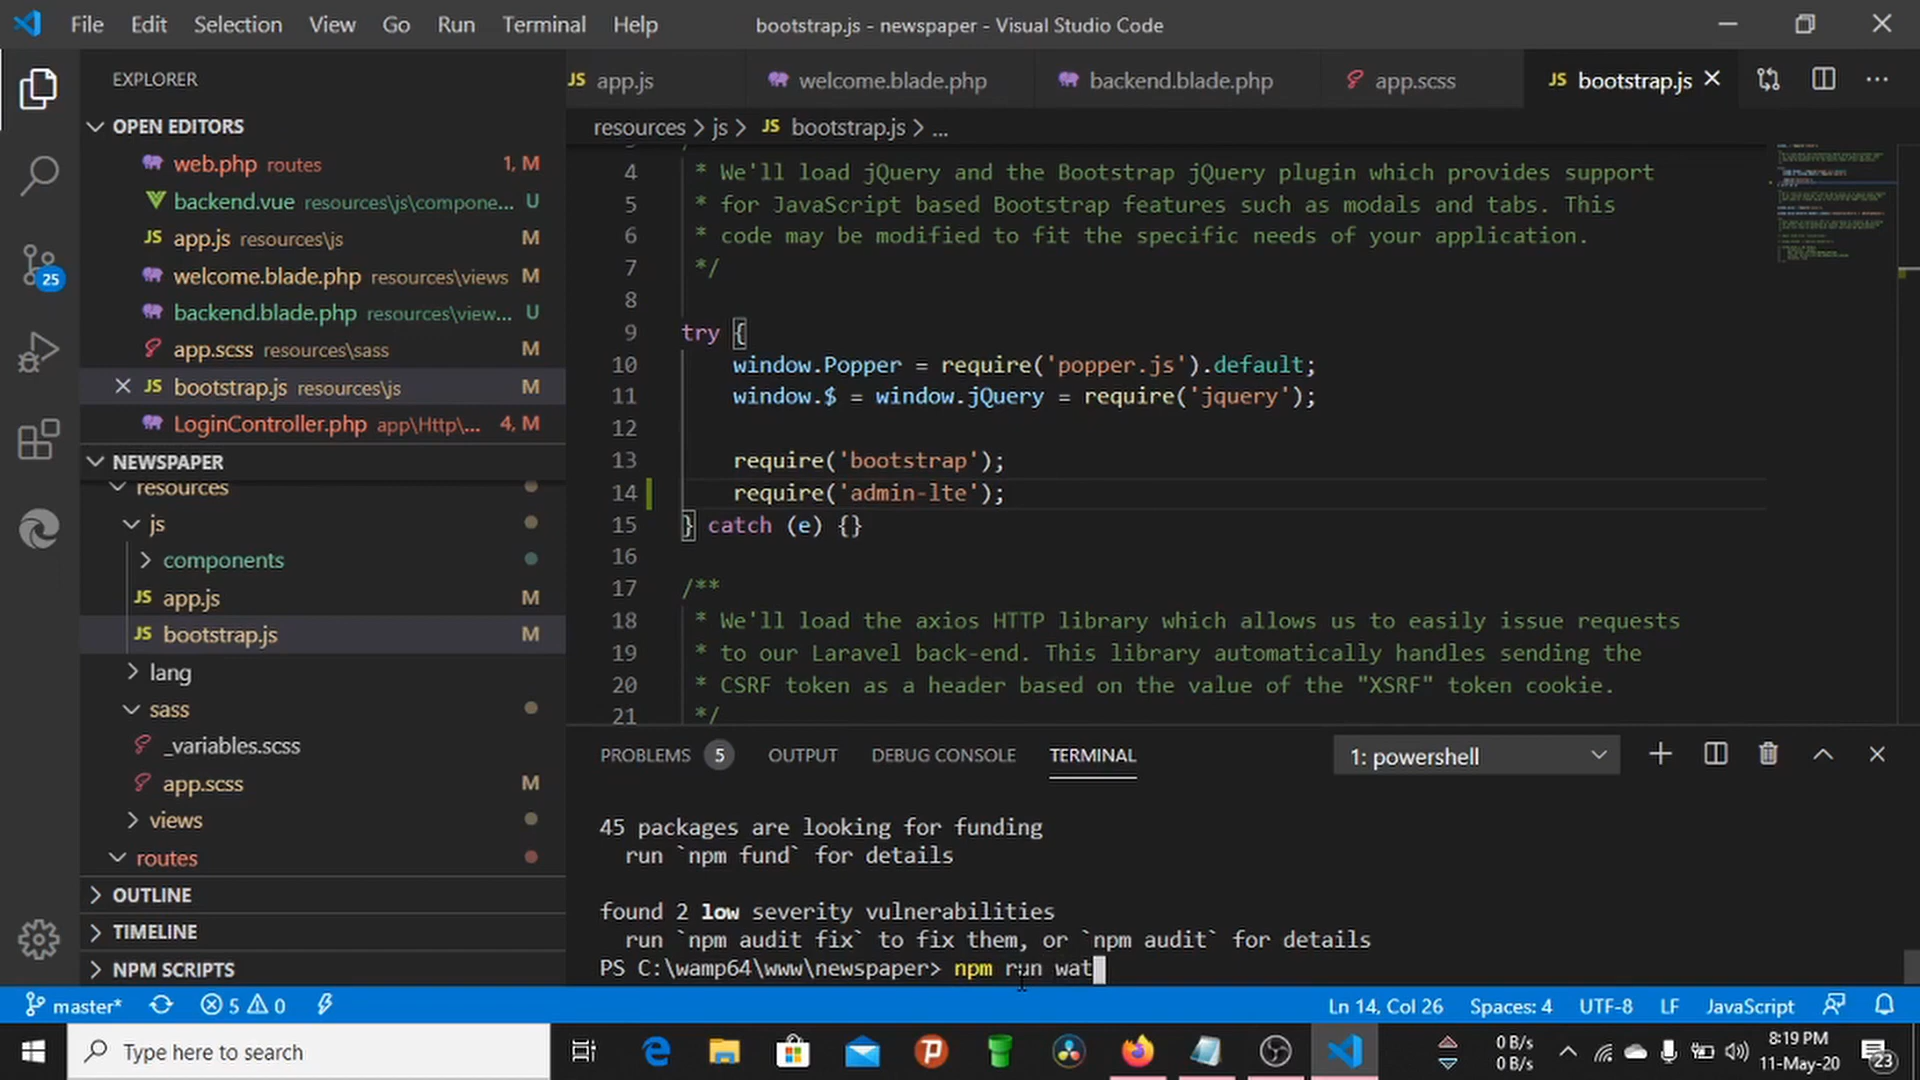 File Edit Selection View Go Run Terminal Help
bootstrap.js - newspaper - Visual Studio Code
EXPLORER
OPEN EDITORS
web.php routes 1, M
backend.vue resources\js\compone... U
app.js resources\js M
welcome.blade.php resources\views M
backend.blade.php resources\view... U
app.scss resources\sass M
bootstrap.js resources\js M
LoginController.php app\Http\... 4, M
NEWSPAPER
resources
js
components
app.js M
bootstrap.js M
lang
sass
_variables.scss
app.scss M
views
routes
OUTLINE
TIMELINE
NPM SCRIPTS
25
JS app.js welcome.blade.php backend.blade.php app.scss JS bootstrap.js
resources > js > JS bootstrap.js > ...
4 * We'll load jQuery and the Bootstrap jQuery plugin which provides support
5 * for JavaScript based Bootstrap features such as modals and tabs. This
6 * code may be modified to fit the specific needs of your application.
7 */
8
9 try {
10 window.Popper = require('popper.js').default;
11 window.$ = window.jQuery = require('jquery');
12
13 require('bootstrap');
14 require('admin-lte');
15 } catch (e) {}
16
17 /**
18 * We'll load the axios HTTP library which allows us to easily issue requests
19 * to our Laravel back-end. This library automatically handles sending the
20 * CSRF token as a header based on the value of the "XSRF" token cookie.
21 */
PROBLEMS 5 OUTPUT DEBUG CONSOLE TERMINAL 1: powershell
45 packages are looking for funding
run `npm fund` for details
found 2 low severity vulnerabilities
run `npm audit fix` to fix them, or `npm audit` for details
PS C:\wamp64\www\newspaper> npm run wat
master* 5 0 Ln 14, Col 26 Spaces: 4 UTF-8 LF JavaScript
Type here to search
0 B/s
0 B/s
8:19 PM
11-May-20
23